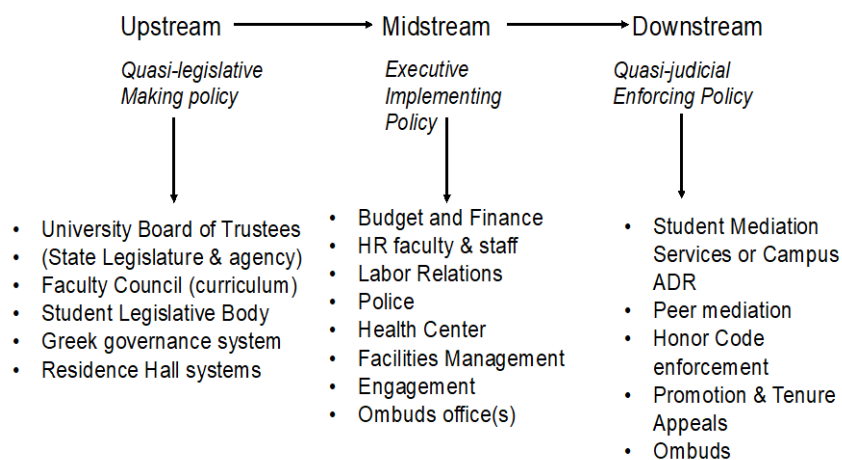 Upstream
Quasi-legislative
Making policy
• University Board of Trustees
• (State Legislature & agency)
• Faculty Council (curriculum)
• Student Legislative Body
• Greek governance system
• Residence Hall systems
Midstream
Executive
Implementing
Policy
• Budget and Finance
• HR faculty & staff
• Labor Relations
• Police
• Health Center
• Facilities Management
• Engagement
• Ombuds office(s)
Downstream
Quasi-judicial
Enforcing Policy
• Student Mediation
Services or Campus
ADR
• Peer mediation
• Honor Code
enforcement
• Promotion & Tenure
Appeals
• Ombuds